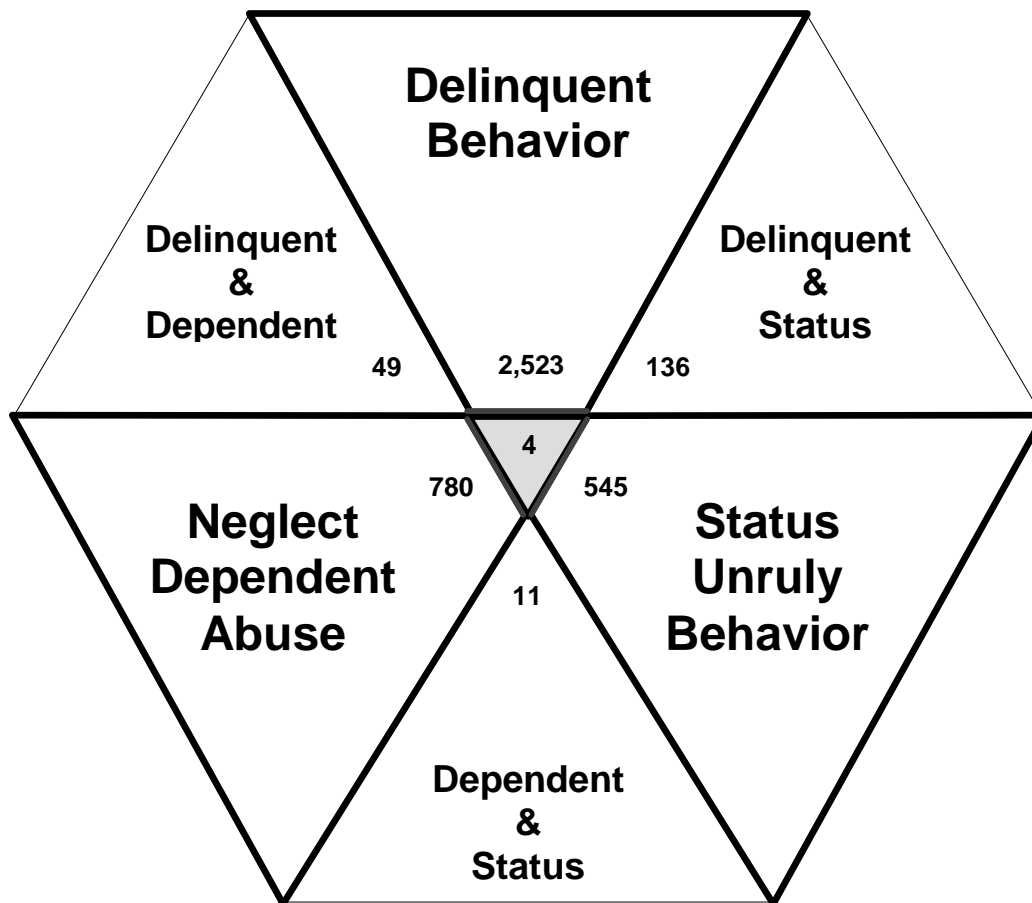 Delinquent
Behavior
Delinquent
&
Dependent
Delinquent
&
Status
49
2,523
136
4
780
545
Neglect
Dependent
Abuse
Status
Unruly
Behavior
11
Dependent
&
Status